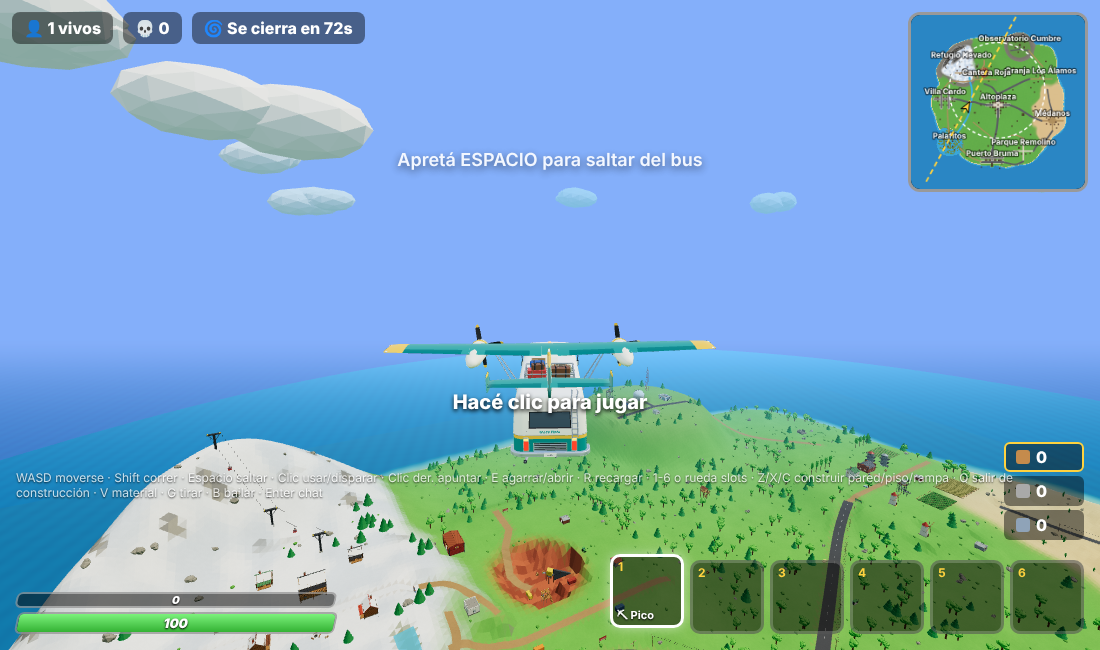 1 vivos
0
Se cierra en 72s
Observatorio Cumbre
Refugio Nevado
Cantera Roja
Granja Los Alamos
Villa Cardo
Altoplaza
Médanos
Palafitos
Parque Remolino
Puerto Bruma
Apretá ESPACIO para saltar del bus
Hacé clic para jugar
WASD moverse · Shift correr · Espacio saltar · Clic usar/disparar · Clic der. apuntar · E agarrar/abrir · R recargar · 1-6 o rueda slots · Z/X/C construir pared/piso/rampa · Q salir de
construcción · V material · G tirar · B bailar · Enter chat
0
0
0
0
100
1
Pico
2
3
4
5
6